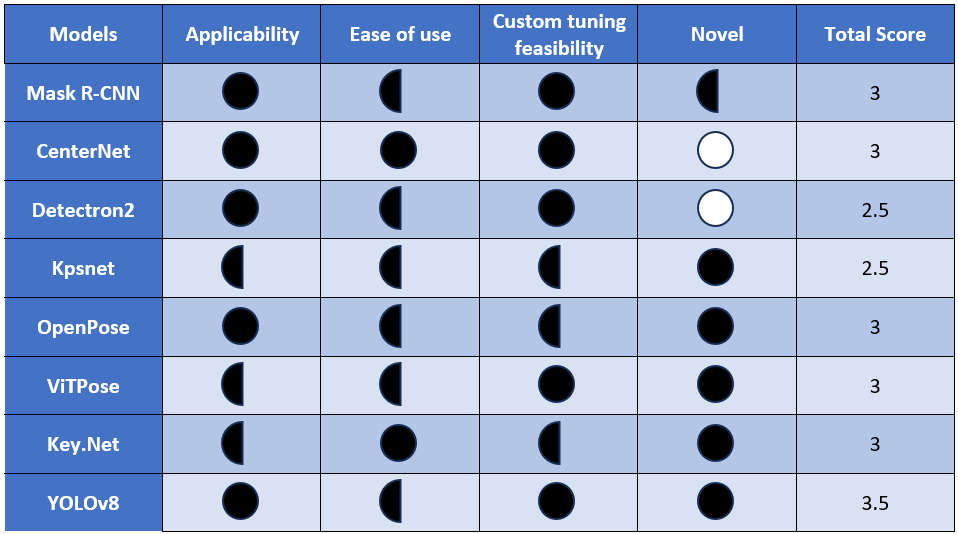 Models Applicability Ease of use Custom tuning feasibility Novel Total Score
Mask R-CNN 3
CenterNet 3
Detectron2 2.5
Kpsnet 2.5
OpenPose 3
ViTPose 3
Key.Net 3
YOLOv8 3.5